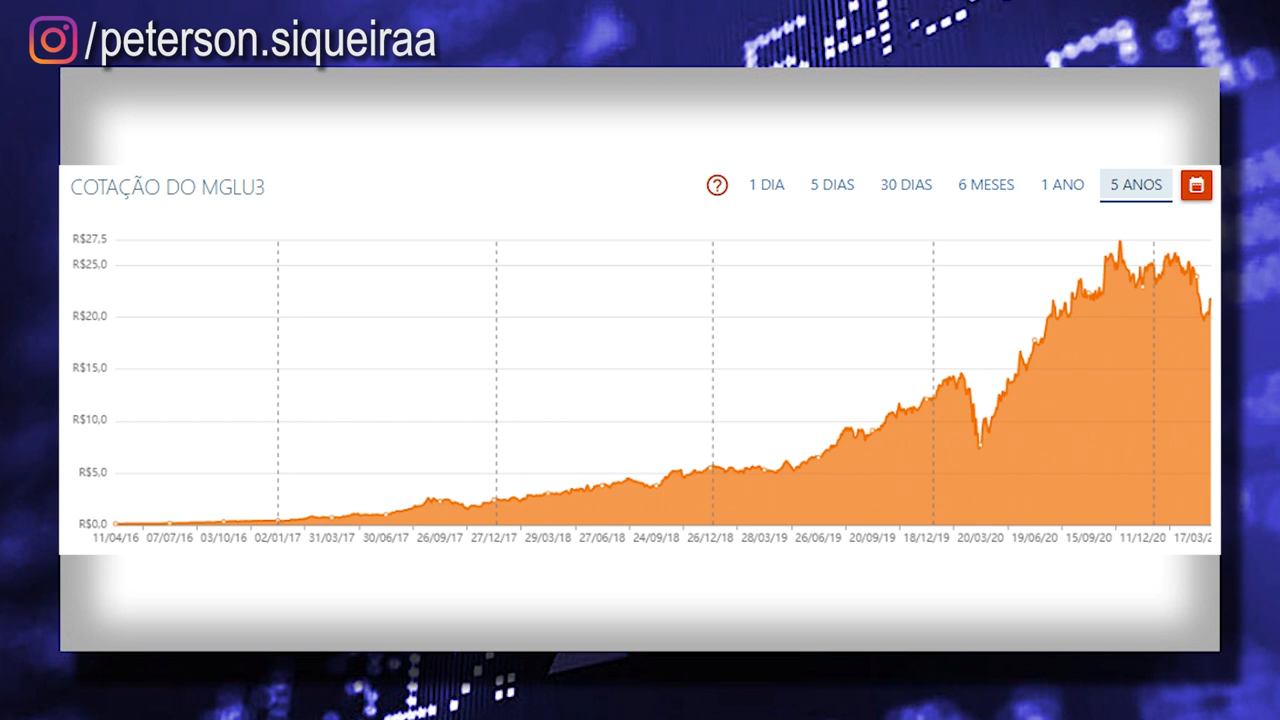 /peterson.siqueiraa
COTAÇÃO DO MGLU3
? 1 DIA 5 DIAS 30 DIAS 6 MESES 1 ANO 5 ANOS
R$27,5
R$25,0
R$20,0
R$15,0
R$10,0
R$5,0
R$0,0
11/04/16 07/07/16 03/10/16 02/01/17 31/03/17 30/06/17 26/09/17 27/12/17 29/03/18 27/06/18 24/09/18 26/12/18 28/03/19 26/06/19 20/09/19 18/12/19 20/03/20 19/06/20 15/09/20 11/12/20 17/03/2